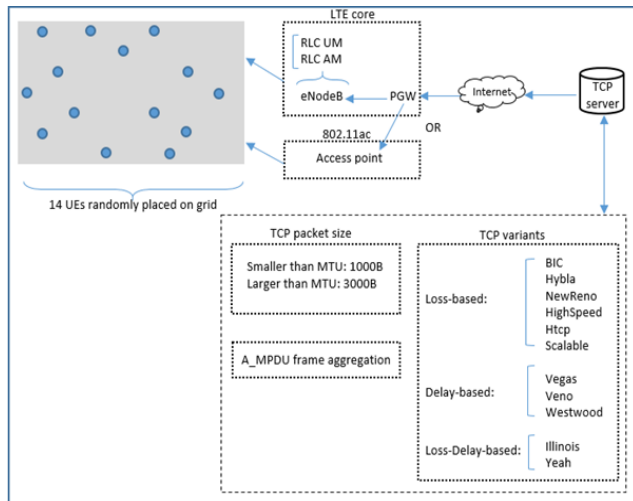 LTE core
RLC UM
RLC AM
eNodeB
PGW
Internet
TCP
server
OR
802.11ac
Access point
14 UEs randomly placed on grid
TCP packet size
Smaller than MTU: 1000B
Larger than MTU: 3000B
A_MPDU frame aggregation
TCP variants
Loss-based:
BIC
Hybla
NewReno
HighSpeed
Htcp
Scalable
Delay-based:
Vegas
Veno
Westwood
Loss-Delay-based:
Illinois
Yeah